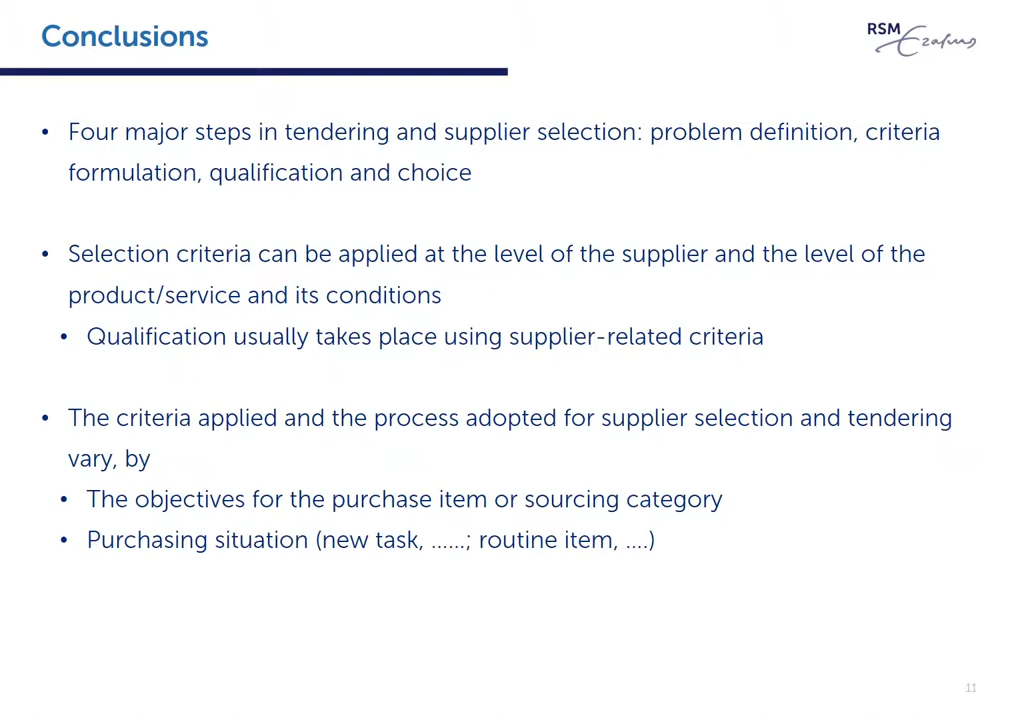 Conclusions
RSM
Erasmus
• Four major steps in tendering and supplier selection: problem definition, criteria
formulation, qualification and choice
• Selection criteria can be applied at the level of the supplier and the level of the
product/service and its conditions
• Qualification usually takes place using supplier-related criteria
• The criteria applied and the process adopted for supplier selection and tendering
vary, by
• The objectives for the purchase item or sourcing category
• Purchasing situation (new task, ……; routine item, ….)
11